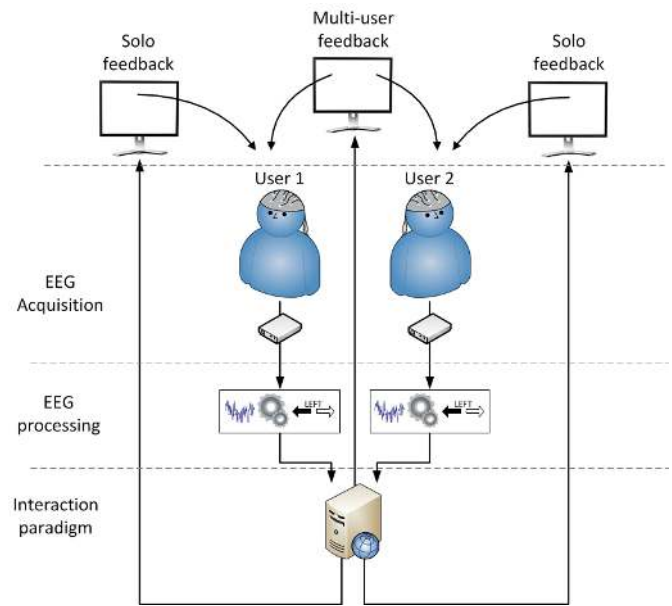 Solo
feedback
Multi-user
feedback
Solo
feedback
User 1
User 2
EEG
Acquisition
EEG
processing
LEFT
LEFT
Interaction
paradigm